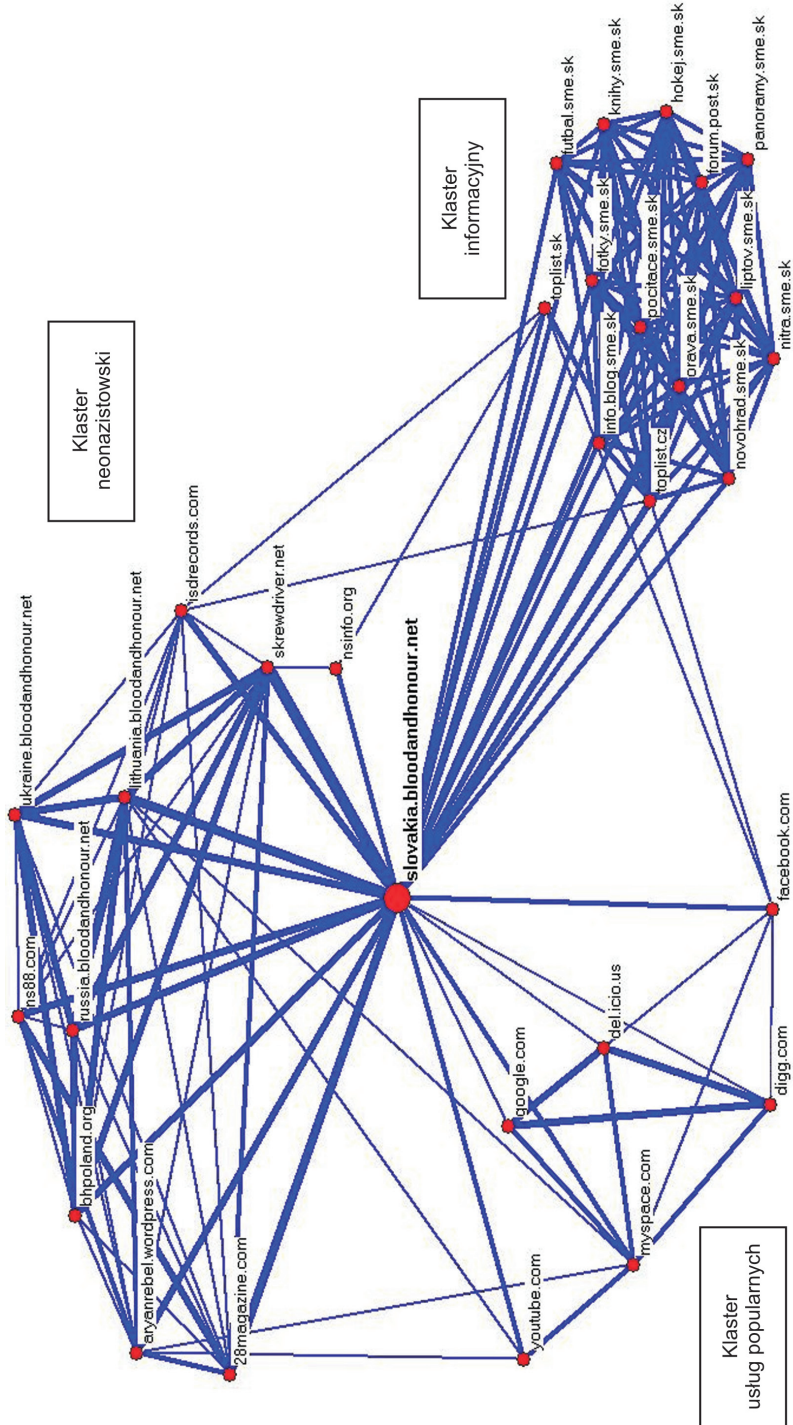 Klaster
neonazistowski
Klaster
informacyjny
Klaster
usług popularnych
ukraine.bloodandhonour.net
lithuania.bloodandhonour.net
isdrecords.com
skrewdriver.net
nsinfo.org
ns88.com
russia.bloodandhonour.net
bhpoland.org
aryanrebel.wordpress.com
28magazine.com
slovakia.bloodandhonour.net
youtube.com
myspace.com
google.com
del.icio.us
digg.com
facebook.com
toplist.sk
futbal.sme.sk
knihy.sme.sk
hokej.sme.sk
forum.post.sk
panoramy.sme.sk
fotky.sme.sk
pocitace.sme.sk
liptov.sme.sk
orava.sme.sk
nitra.sme.sk
info.blog.sme.sk
toplist.cz
novohrad.sme.sk